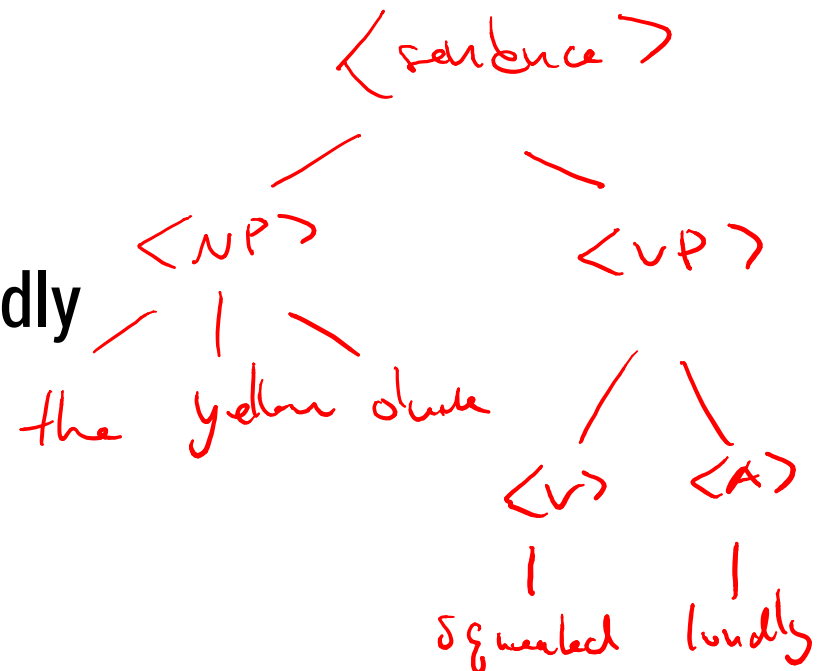 <sentence>
<NP> <VP>
dly
the yellow duck
<V> <A>
squeaked loudly